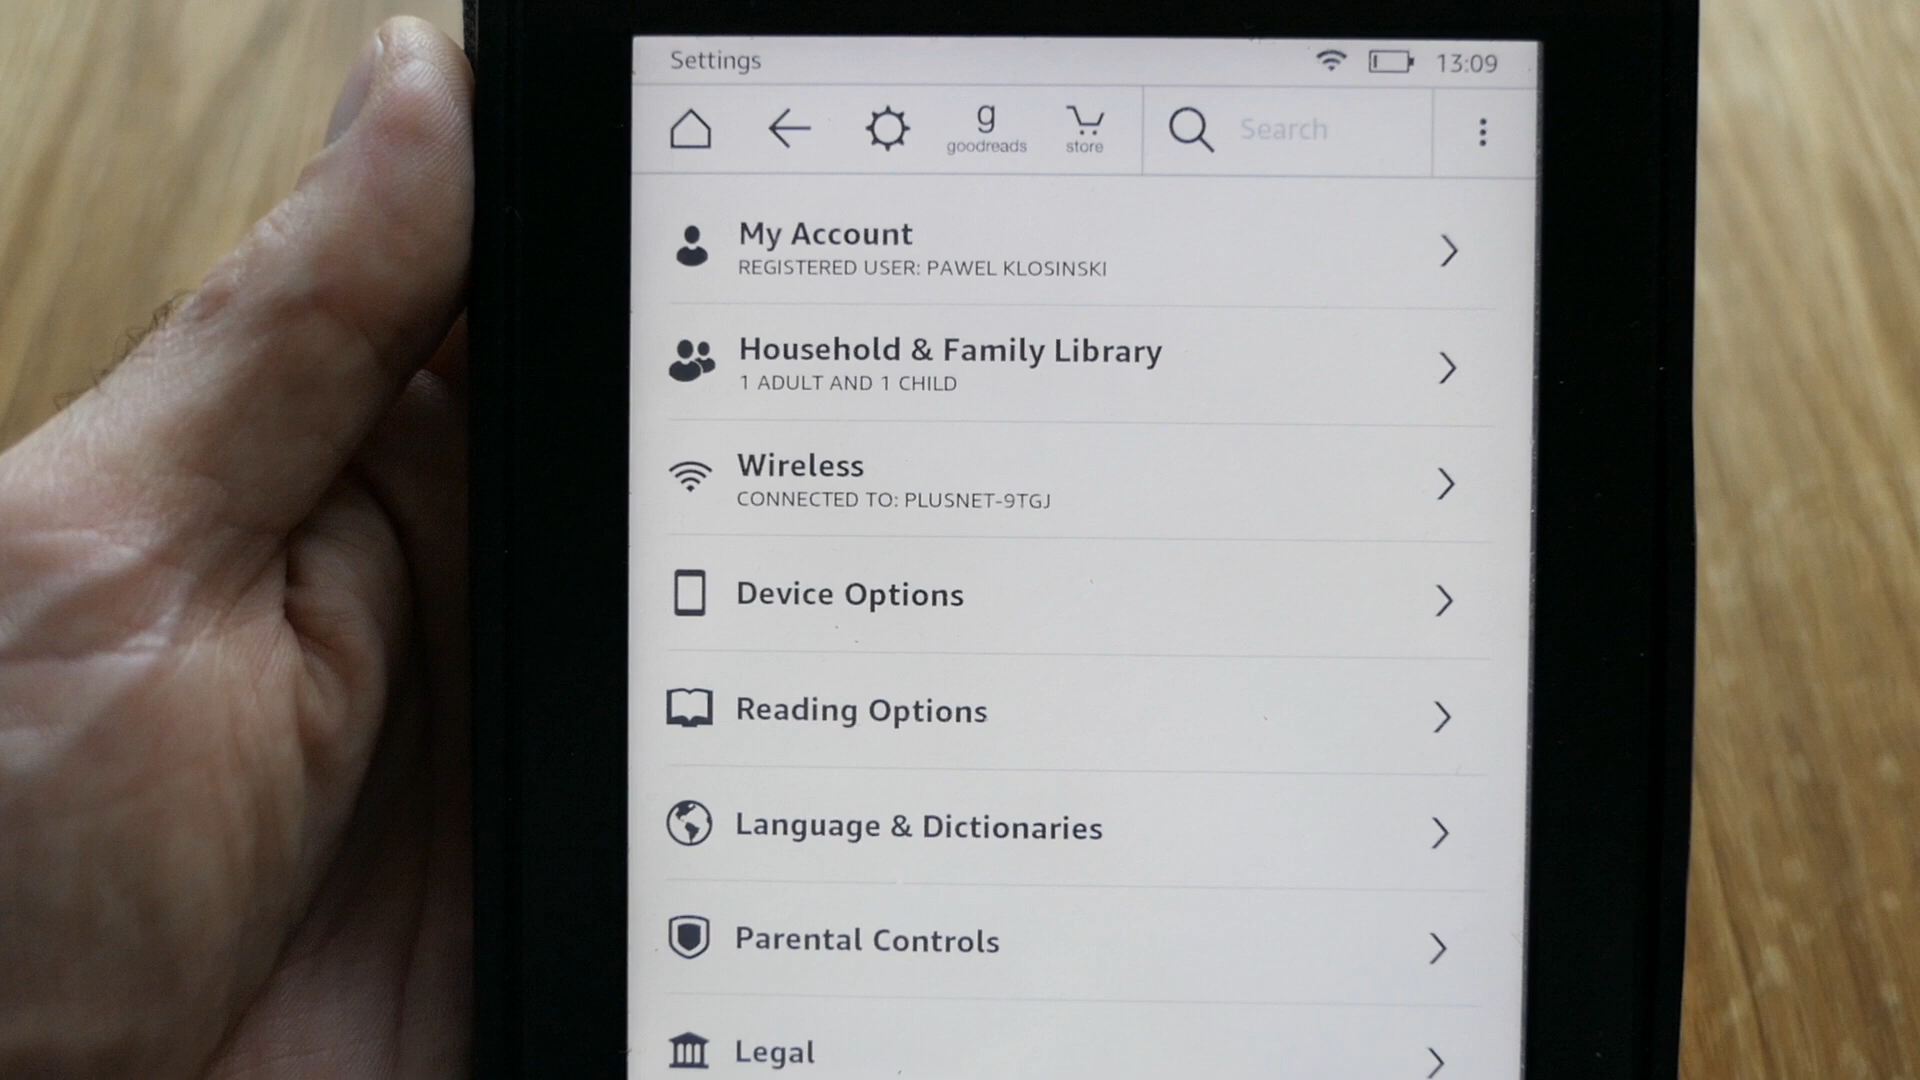 Settings 13:09
g
goodreads store Search
My Account
REGISTERED USER: PAWEL KLOSINSKI
Household & Family Library
1 ADULT AND 1 CHILD
Wireless
CONNECTED TO: PLUSNET-9TGJ
Device Options
Reading Options
Language & Dictionaries
Parental Controls
Legal